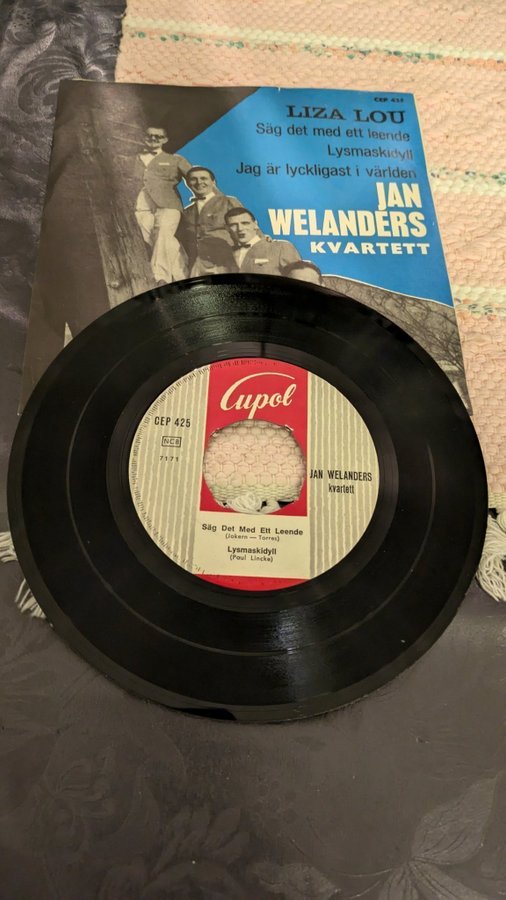 CEP 425
LIZA LOU
Säg det med ett leende
Lysmaskidyll
Jag är lyckligast i världen
JAN
WELANDERS
KVARTETT
Cupol
CEP 425
NCB
7171
JAN WELANDERS
kvartett
Säg Det Med Ett Leende
(Jokern — Torres)
Lysmaskidyll
(Paul Lincke)